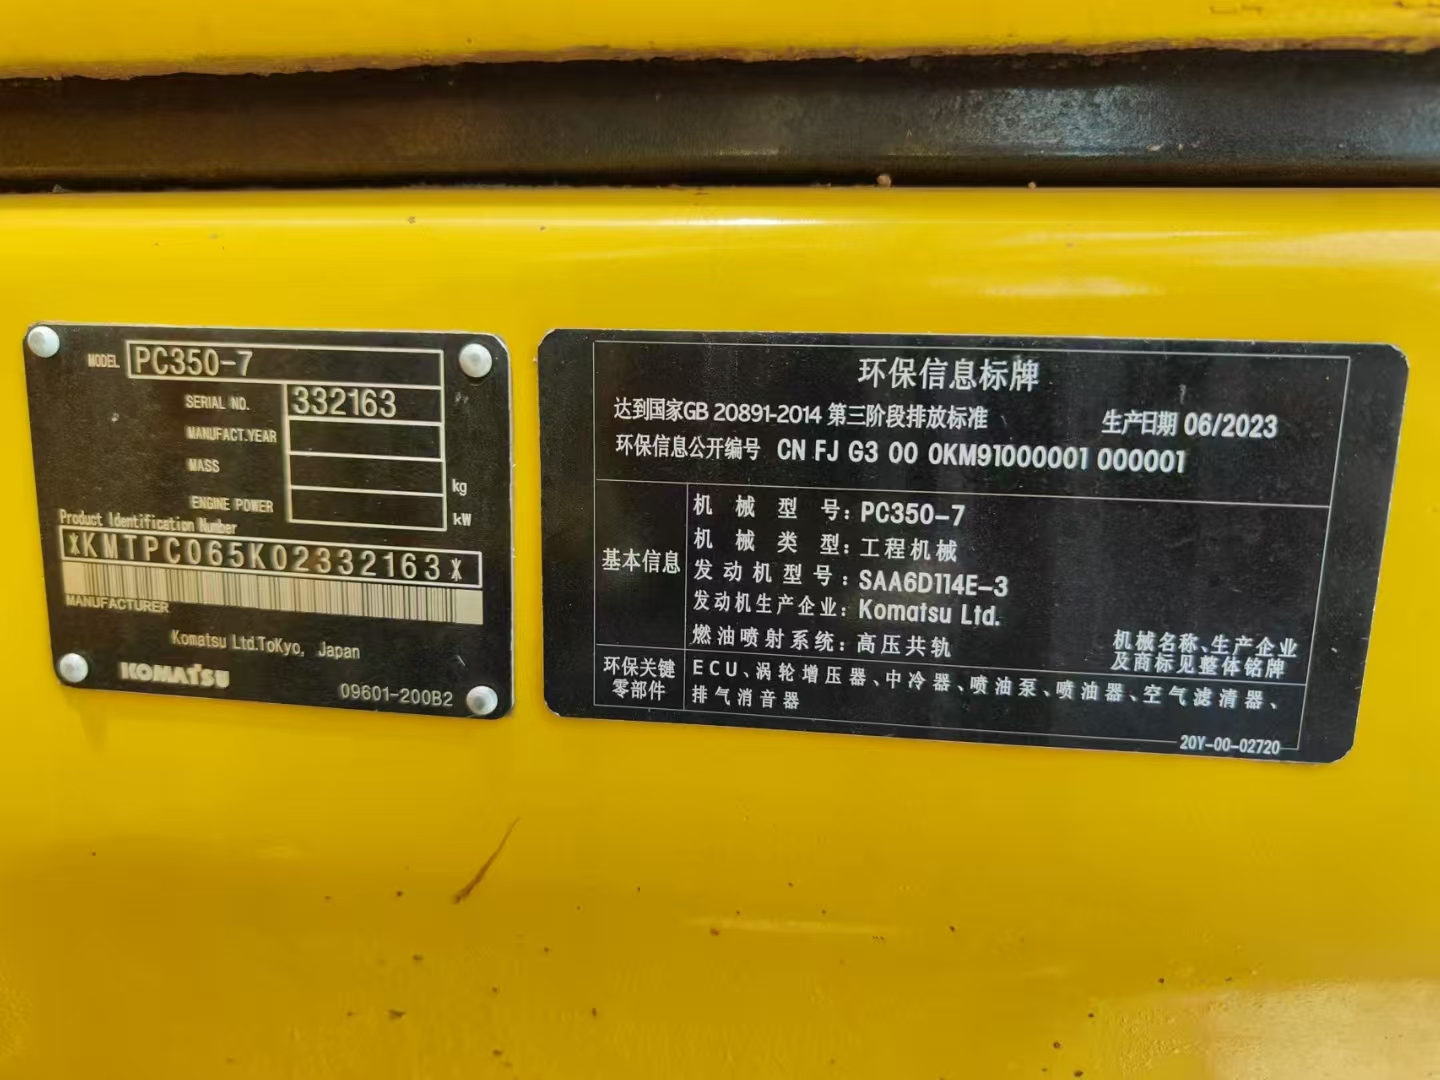 MODEL PC350-7
SERIAL NO. 332163
MANUFACT.YEAR
MASS kg
ENGINE POWER kW
Product Identification Number
*KMTPC065K02332163*
MANUFACTURER
Komatsu Ltd.ToKyo, Japan
KOMATSU
09601-200B2
环保信息标牌
达到国家GB 20891-2014 第三阶段排放标准 生产日期 06/2023
环保信息公开编号 CN FJ G3 00 0KM91000001 000001
基本信息
机械型号：PC350-7
机械类型：工程机械
发动机型号：SAA6D114E-3
发动机生产企业：Komatsu Ltd.
燃油喷射系统：高压共轨
机械名称、生产企业
及商标见整体铭牌
环保关键
零部件
ECU、涡轮增压器、中冷器、喷油泵、喷油器、空气滤清器、
排气消音器
20Y-00-02720